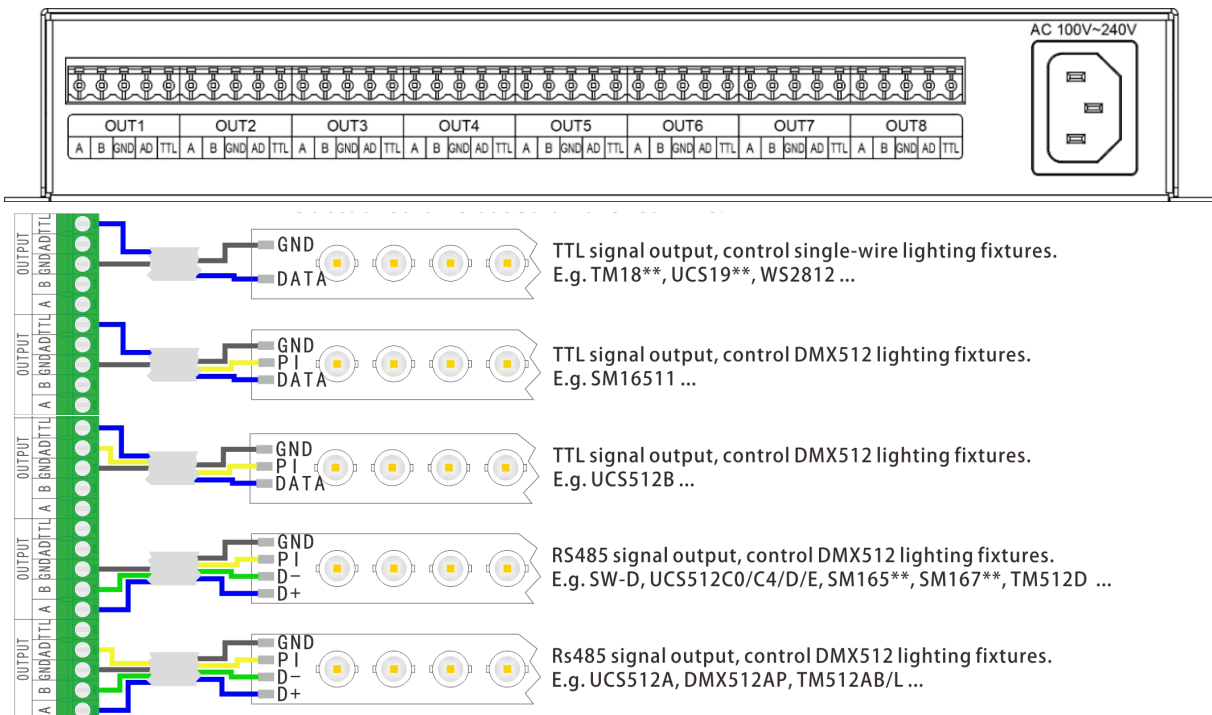 AC 100V~240V
OUT1 OUT2 OUT3 OUT4 OUT5 OUT6 OUT7 OUT8
A B GND AD TTL A B GND AD TTL A B GND AD TTL A B GND AD TTL A B GND AD TTL A B GND AD TTL A B GND AD TTL A B GND AD TTL
OUTPUT
A B GND AD TTL
GND
DATA
TTL signal output, control single-wire lighting fixtures.
E.g. TM18**, UCS19**, WS2812 ...
OUTPUT
A B GND AD TTL
GND
PI
DATA
TTL signal output, control DMX512 lighting fixtures.
E.g. SM16511 ...
OUTPUT
A B GND AD TTL
GND
PI
DATA
TTL signal output, control DMX512 lighting fixtures.
E.g. UCS512B ...
OUTPUT
A B GND AD TTL
GND
PI
D-
D+
RS485 signal output, control DMX512 lighting fixtures.
E.g. SW-D, UCS512C0/C4/D/E, SM165**, SM167**, TM512D ...
OUTPUT
A B GND AD TTL
GND
PI
D-
D+
Rs485 signal output, control DMX512 lighting fixtures.
E.g. UCS512A, DMX512AP, TM512AB/L ...